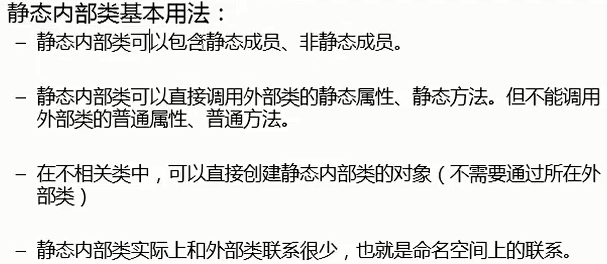 静态内部类基本用法：
– 静态内部类可以包含静态成员、非静态成员。
– 静态内部类可以直接调用外部类的静态属性、静态方法。但不能调用
外部类的普通属性、普通方法。
– 在不相关类中，可以直接创建静态内部类的对象（不需要通过所在外
部类）
– 静态内部类实际上和外部类联系很少，也就是命名空间上的联系。